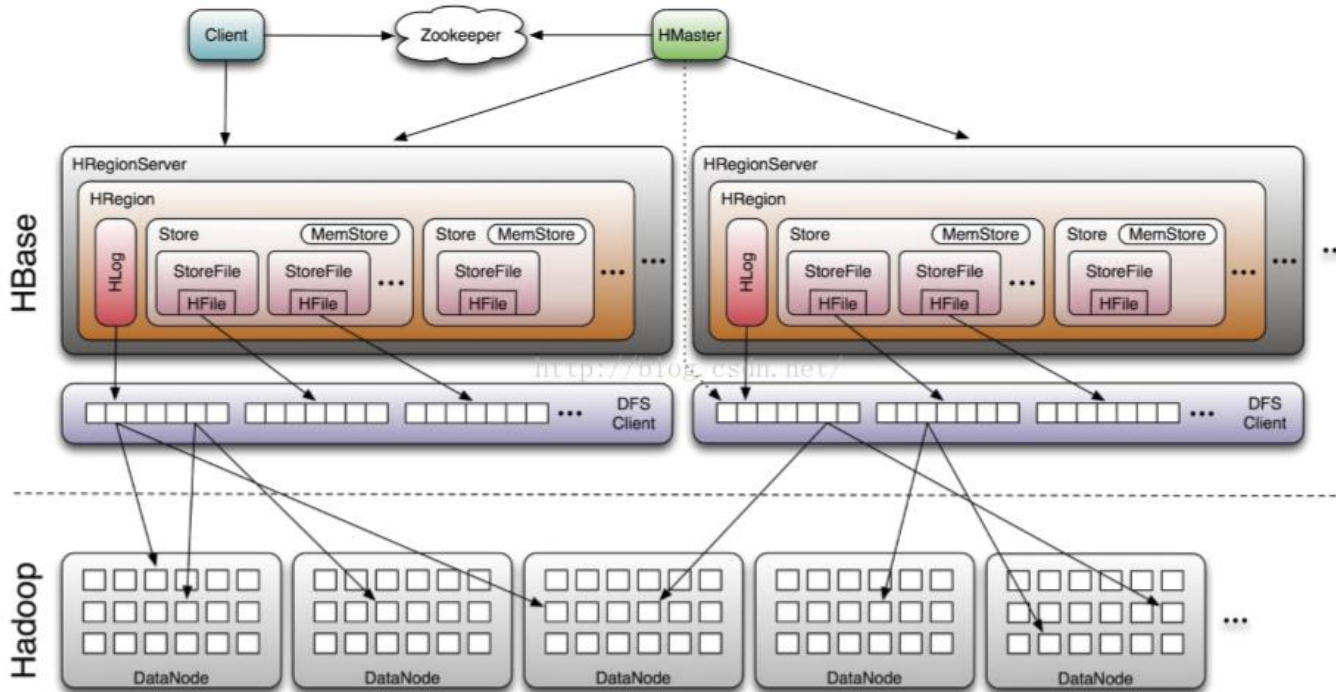 Client
Zookeeper
HMaster
HBase
HRegionServer
HRegion
HLog
Store
MemStore
StoreFile
HFile
StoreFile
HFile
...
Store
MemStore
StoreFile
HFile
...
...
HRegionServer
HRegion
HLog
Store
MemStore
StoreFile
HFile
StoreFile
HFile
...
Store
MemStore
StoreFile
HFile
...
...
...
http://blog.csdn.net/
...
DFS
Client
...
DFS
Client
Hadoop
DataNode
DataNode
DataNode
DataNode
DataNode
...